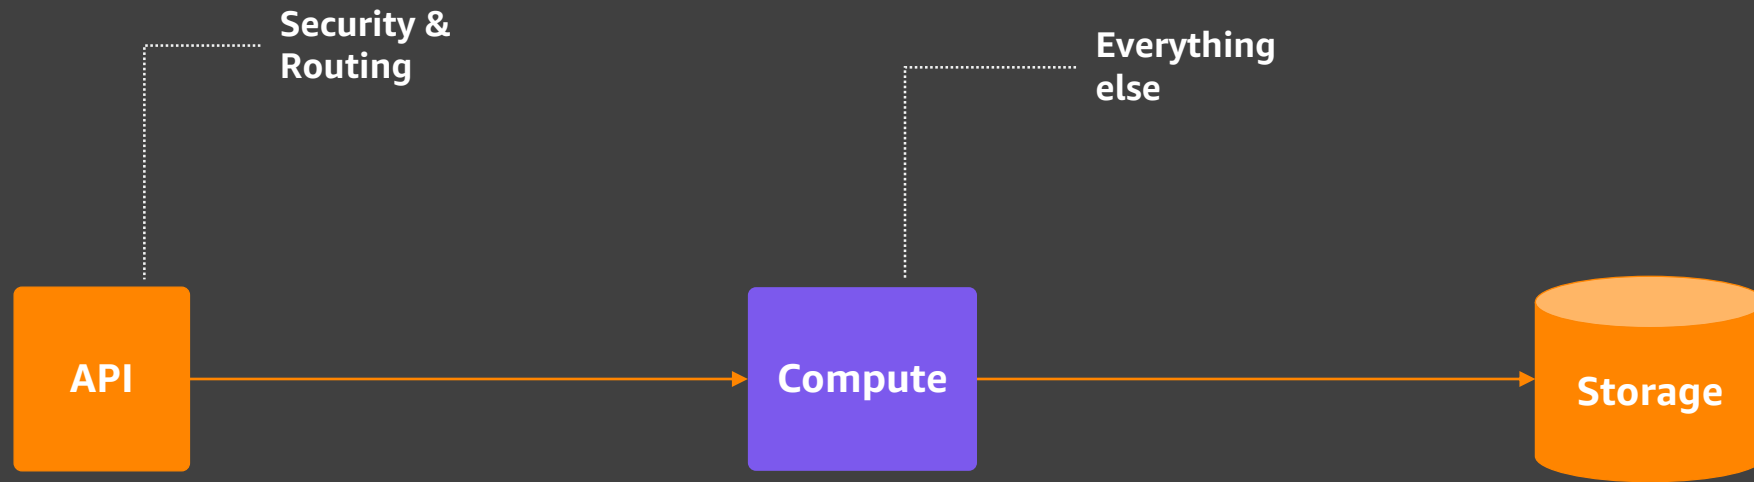 Security &
Routing
Everything
else
API
Compute
Storage